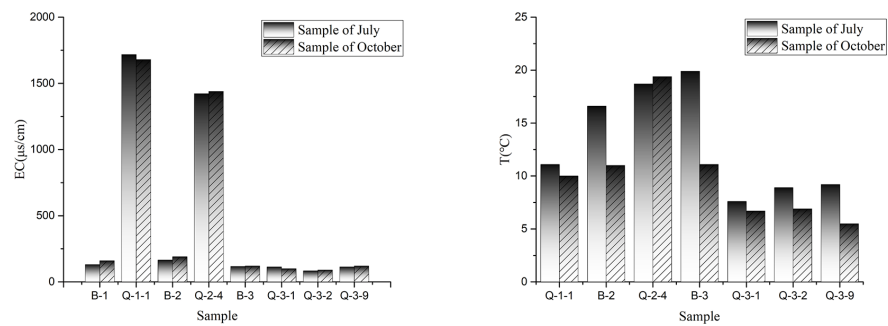 2000
1500
1000
500
0
EC(μs/cm)
Sample of July
Sample of October
B-1 Q-1-1 B-2 Q-2-4 B-3 Q-3-1 Q-3-2 Q-3-9
Sample
25
20
15
10
5
0
T(℃)
Sample of July
Sample of October
Q-1-1 B-2 Q-2-4 B-3 Q-3-1 Q-3-2 Q-3-9
Sample